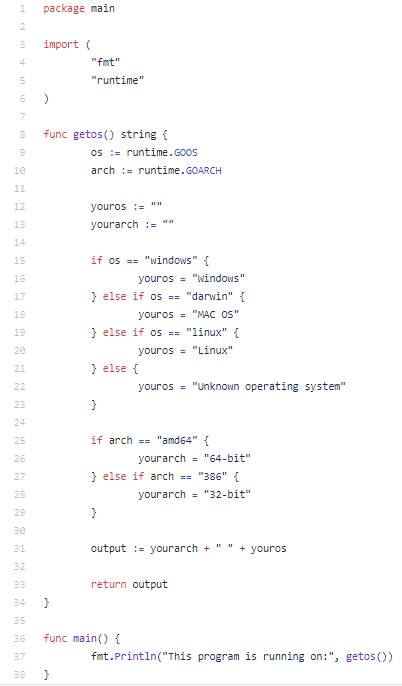 1 package main
2
3 import (
4 "fmt"
5 "runtime"
6 )
7
8 func getos() string {
9 os := runtime.GOOS
10 arch := runtime.GOARCH
11
12 youros := ""
13 yourarch := ""
14
15 if os == "windows" {
16 youros = "Windows"
17 } else if os == "darwin" {
18 youros = "MAC OS"
19 } else if os == "linux" {
20 youros = "Linux"
21 } else {
22 youros = "Unknown operating system"
23 }
24
25 if arch == "amd64" {
26 yourarch = "64-bit"
27 } else if arch == "386" {
28 yourarch = "32-bit"
29 }
30
31 output := yourarch + " " + youros
32
33 return output
34 }
35
36 func main() {
37 fmt.Println("This program is running on:", getos())
38 }